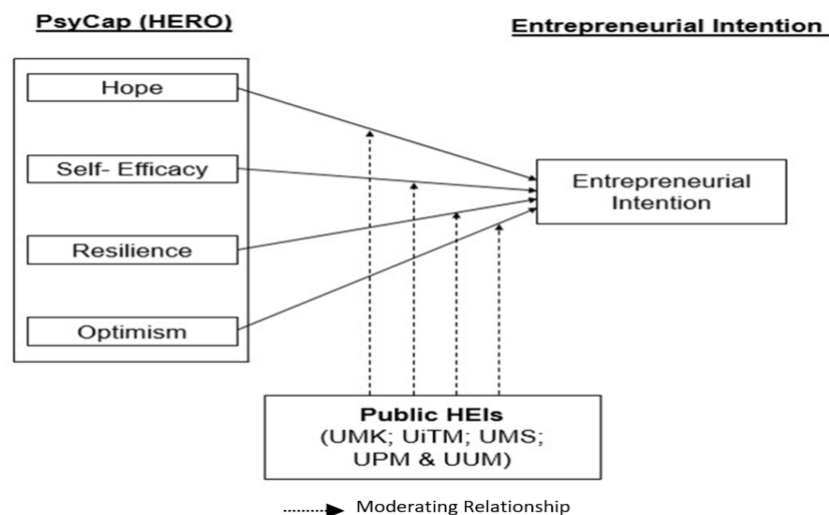 PsyCap (HERO)
Entrepreneurial Intention
Hope
Self- Efficacy
Resilience
Optimism
Entrepreneurial
Intention
Public HEIs
(UMK; UiTM; UMS;
UPM & UUM)
Moderating Relationship